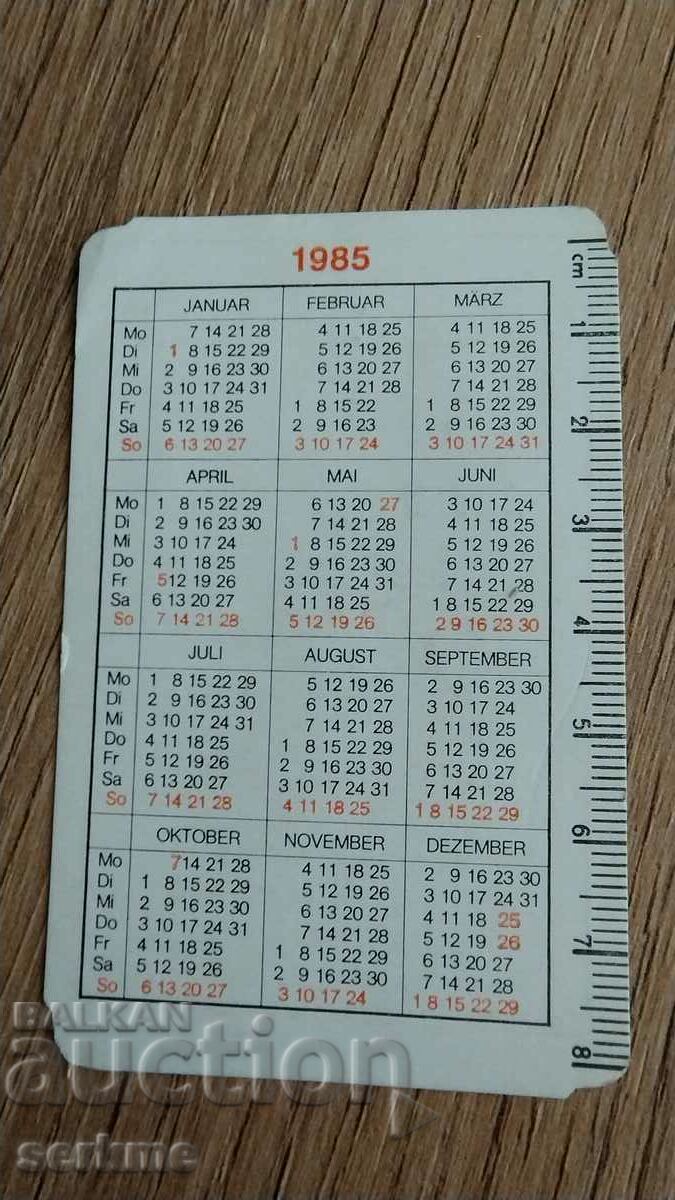 1985
cm
JANUAR FEBRUAR MÄRZ
Mo 7 14 21 28 4 11 18 25 4 11 18 25
Di 1 8 15 22 29 5 12 19 26 5 12 19 26
Mi 2 9 16 23 30 6 13 20 27 6 13 20 27
Do 3 10 17 24 31 7 14 21 28 7 14 21 28
Fr 4 11 18 25 1 8 15 22 1 8 15 22 29
Sa 5 12 19 26 2 9 16 23 2 9 16 23 30
So 6 13 20 27 3 10 17 24 3 10 17 24 31
APRIL MAI JUNI
Mo 1 8 15 22 29 6 13 20 27 3 10 17 24
Di 2 9 16 23 30 7 14 21 28 4 11 18 25
Mi 3 10 17 24 1 8 15 22 29 5 12 19 26
Do 4 11 18 25 2 9 16 23 30 6 13 20 27
Fr 5 12 19 26 3 10 17 24 31 7 14 21 28
Sa 6 13 20 27 4 11 18 25 1 8 15 22 29
So 7 14 21 28 5 12 19 26 2 9 16 23 30
JULI AUGUST SEPTEMBER
Mo 1 8 15 22 29 5 12 19 26 2 9 16 23 30
Di 2 9 16 23 30 6 13 20 27 3 10 17 24
Mi 3 10 17 24 31 7 14 21 28 4 11 18 25
Do 4 11 18 25 1 8 15 22 29 5 12 19 26
Fr 5 12 19 26 2 9 16 23 30 6 13 20 27
Sa 6 13 20 27 3 10 17 24 31 7 14 21 28
So 7 14 21 28 4 11 18 25 1 8 15 22 29
OKTOBER NOVEMBER DEZEMBER
Mo 7 14 21 28 4 11 18 25 2 9 16 23 30
Di 1 8 15 22 29 5 12 19 26 3 10 17 24 31
Mi 2 9 16 23 30 6 13 20 27 4 11 18 25
Do 3 10 17 24 31 7 14 21 28 5 12 19 26
Fr 4 11 18 25 1 8 15 22 29 6 13 20 27
Sa 5 12 19 26 2 9 16 23 30 7 14 21 28
So 6 13 20 27 3 10 17 24 1 8 15 22 29
1
2
3
4
5
6
7
8
BALKAN
auction
serkme